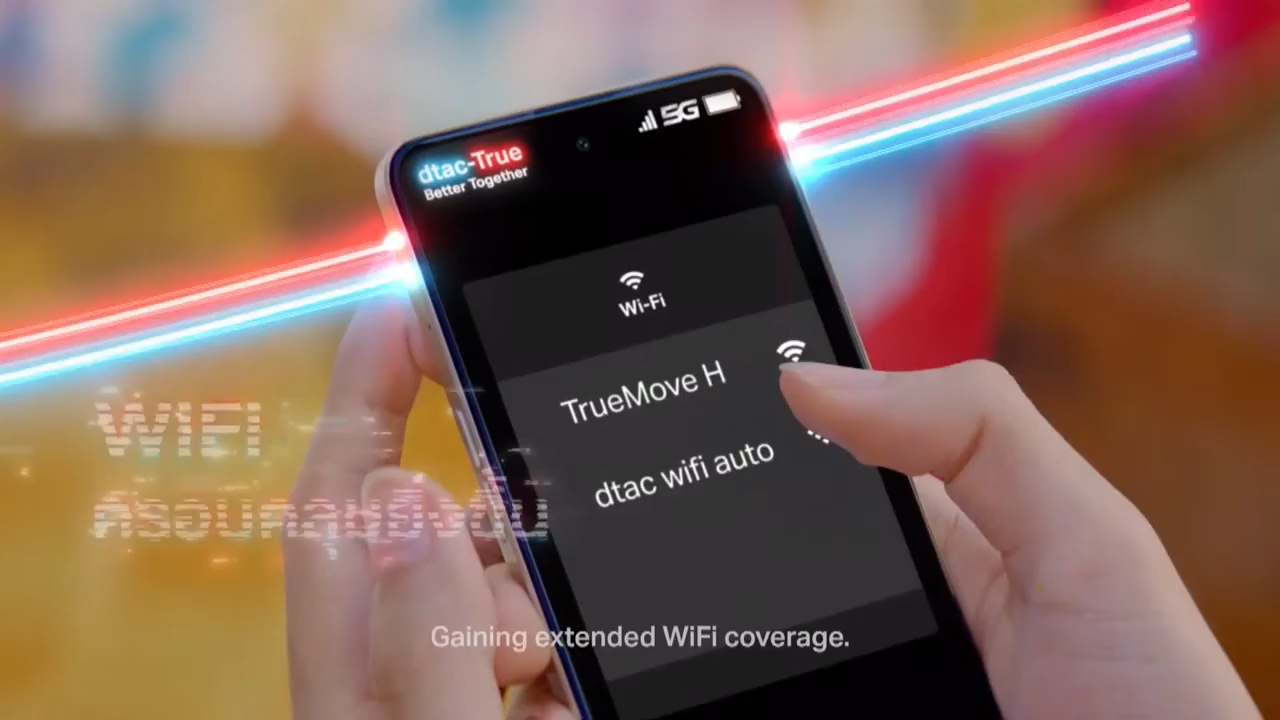 5G
dtac-True
Better Together
Wi-Fi
TrueMove H
dtac wifi auto
WIFI
ครอบคลุมยิ่งขึ้น
Gaining extended WiFi coverage.